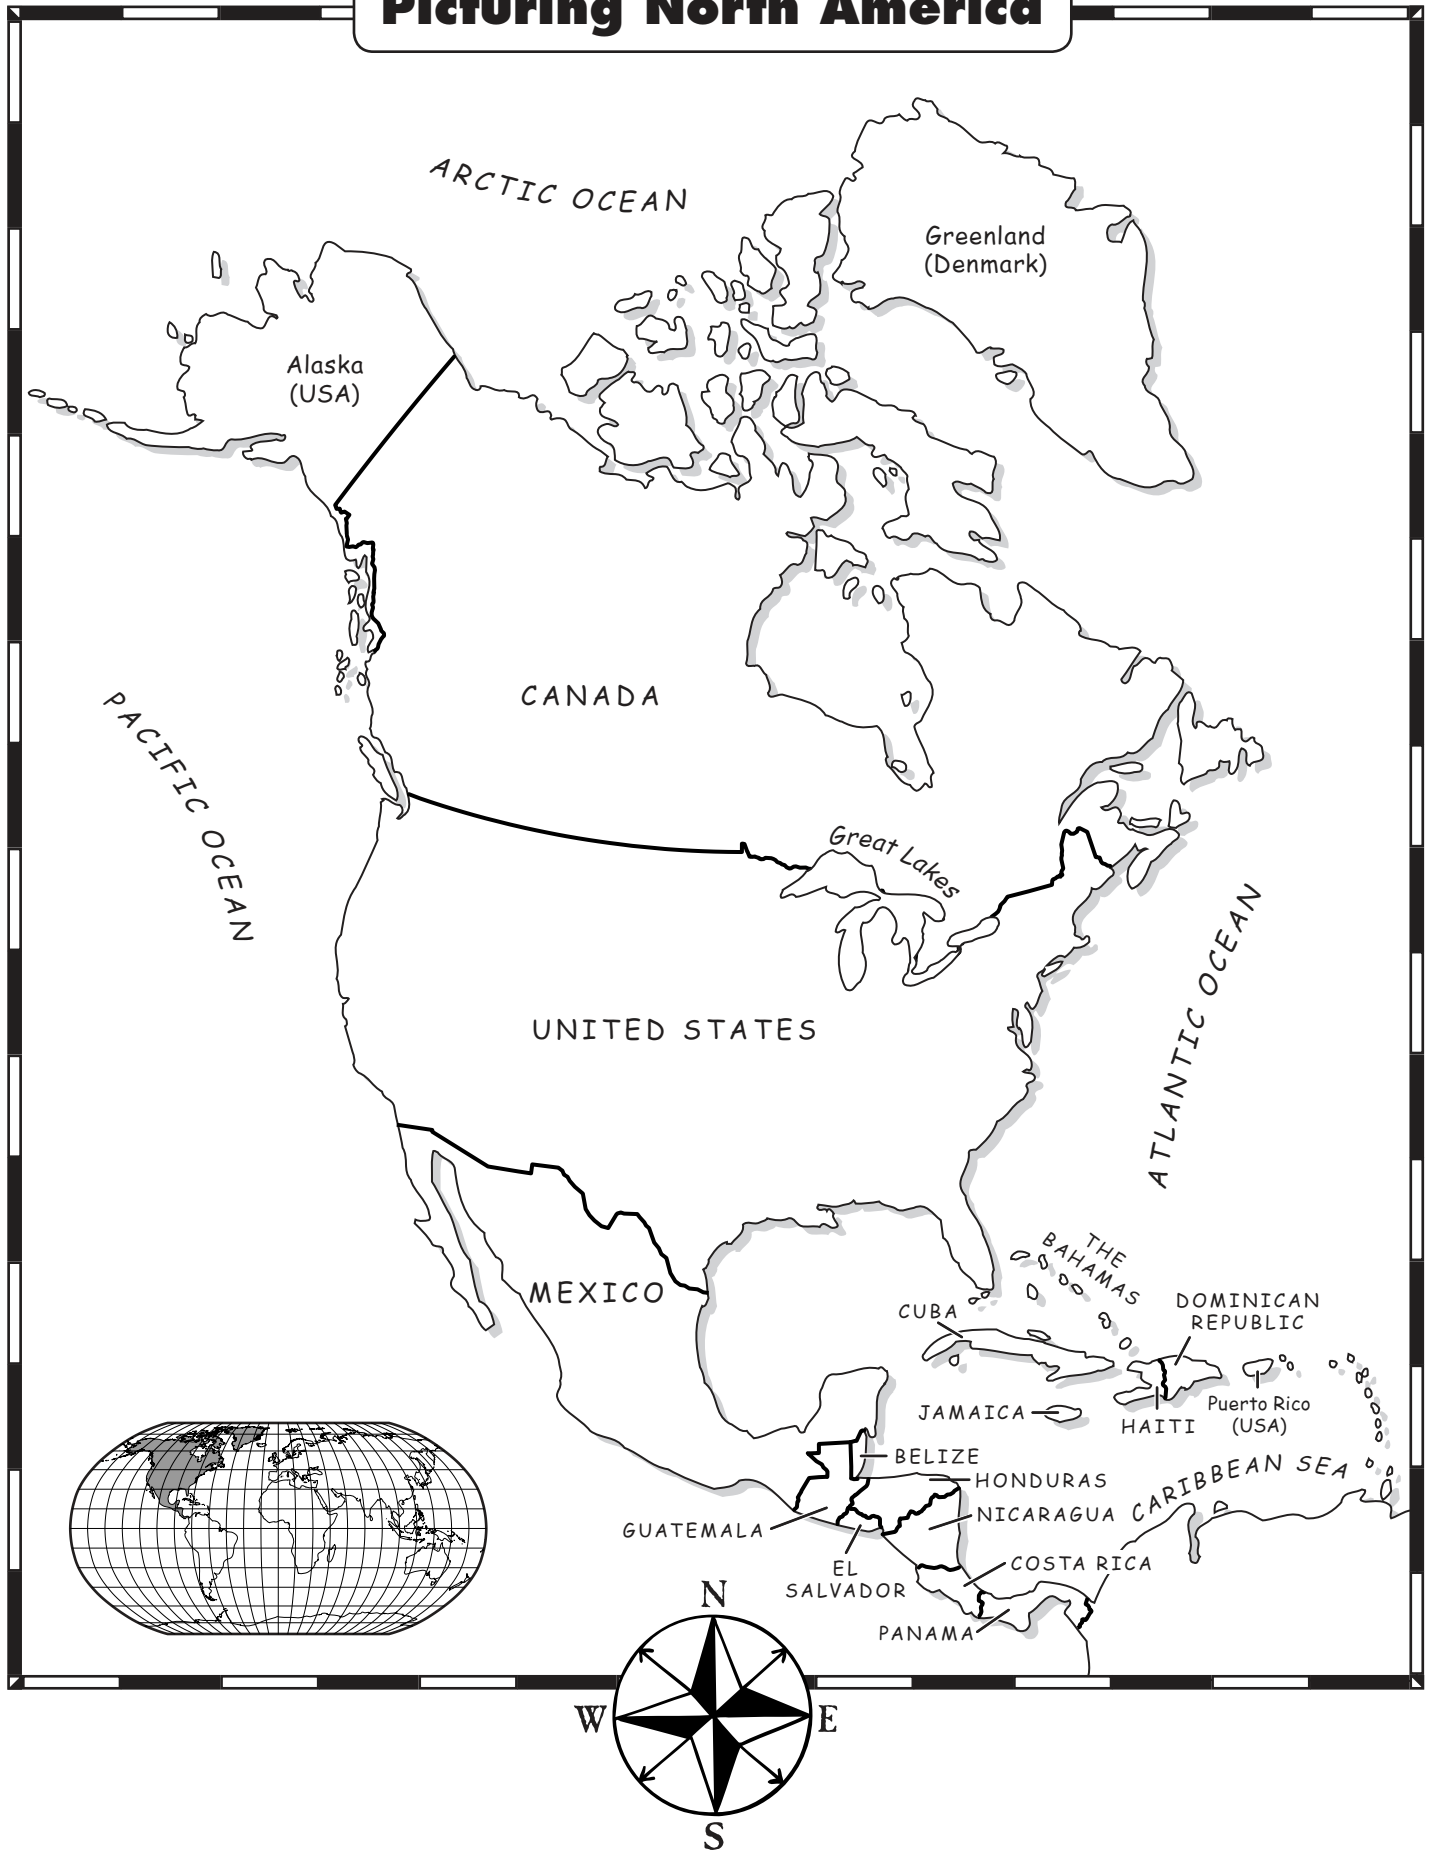 Picturing North America
ARCTIC OCEAN
Greenland
(Denmark)
Alaska
(USA)
CANADA
PACIFIC OCEAN
Great Lakes
UNITED STATES
ATLANTIC OCEAN
MEXICO
THE
BAHAMAS
CUBA
DOMINICAN
REPUBLIC
JAMAICA
HAITI
Puerto Rico
(USA)
BELIZE
HONDURAS
CARIBBEAN SEA
NICARAGUA
GUATEMALA
EL
SALVADOR
COSTA RICA
PANAMA
N
W
E
S